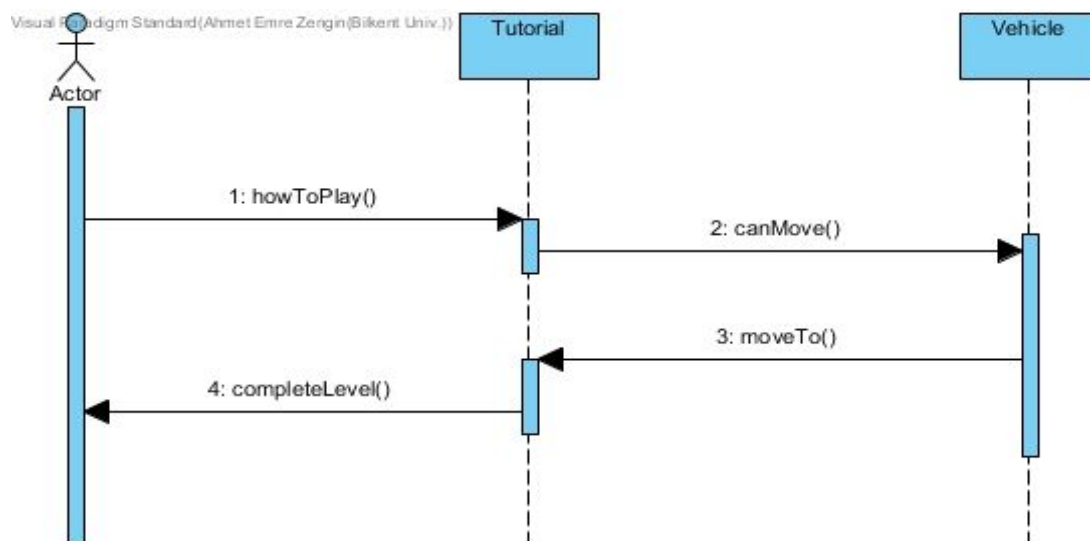 Visual Paradigm Standard(Ahmet Emre Zengin(Bilkent Univ.))
Tutorial
Vehicle
Actor
1: howToPlay()
2: canMove()
3: moveTo()
4: completeLevel()